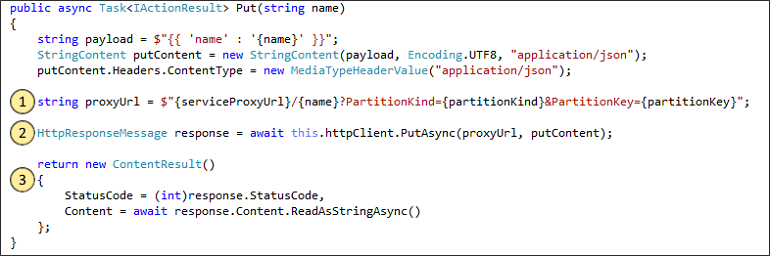 public async Task<IActionResult> Put(string name)
{
string payload = $"{{ 'name' : '{name}' }}";
StringContent putContent = new StringContent(payload, Encoding.UTF8, "application/json");
putContent.Headers.ContentType = new MediaTypeHeaderValue("application/json");
1 string proxyUrl = $"{serviceProxyUrl}/{name}?PartitionKind={partitionKind}&PartitionKey={partitionKey}";
2 HttpResponseMessage response = await this.httpClient.PutAsync(proxyUrl, putContent);
return new ContentResult()
3 {
StatusCode = (int)response.StatusCode,
Content = await response.Content.ReadAsStringAsync()
};
}